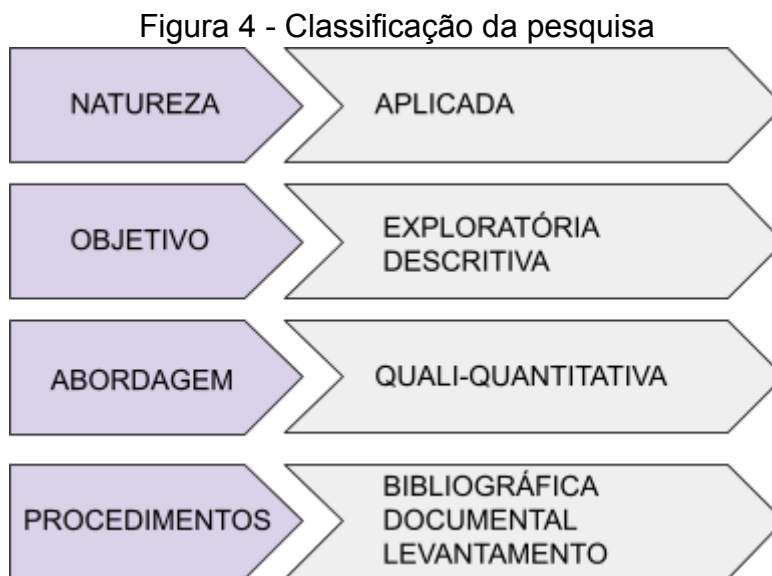 Figura 4 - Classificação da pesquisa
NATUREZA
APLICADA
OBJETIVO
EXPLORATÓRIA
DESCRITIVA
ABORDAGEM
QUALI-QUANTITATIVA
PROCEDIMENTOS
BIBLIOGRÁFICA
DOCUMENTAL
LEVANTAMENTO